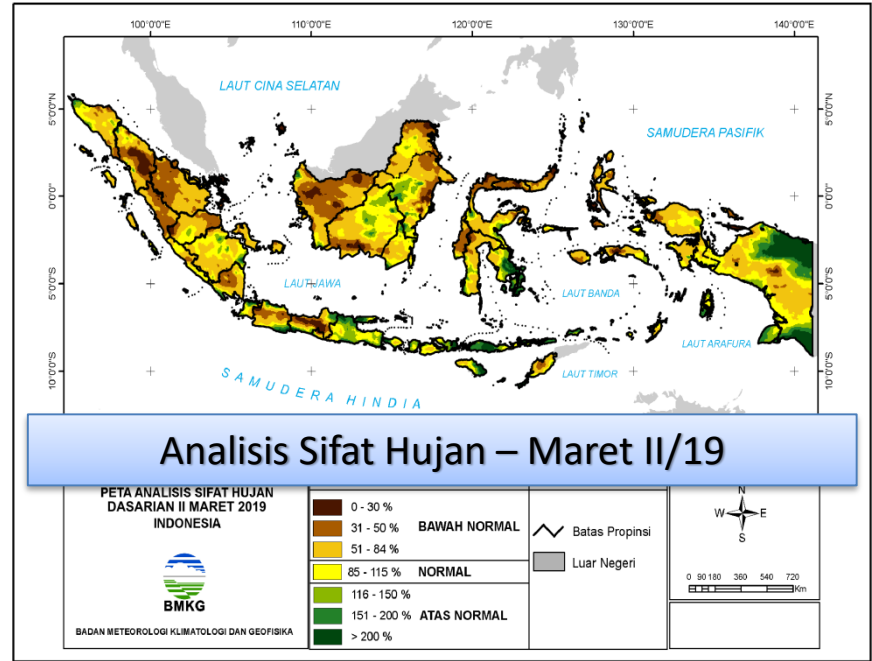 100°0'0"E 110°0'0"E 120°0'0"E 130°0'0"E 140°0'0"E
LAUT CINA SELATAN
5°0'0"N 5°0'0"N
SAMUDERA PASIFIK
0°0'0" 0°0'0"
5°0'0"S 5°0'0"S
LAUT JAWA
LAUT BANDA
LAUT ARAFURA
10°0'0"S 10°0'0"S
LAUT TIMOR
SAMUDERA HINDIA
Analisis Sifat Hujan – Maret II/19
PETA ANALISIS SIFAT HUJAN
DASARIAN II MARET 2019
INDONESIA
BMKG
BADAN METEOROLOGI KLIMATOLOGI DAN GEOFISIKA
0 - 30 %
31 - 50 % BAWAH NORMAL
51 - 84 %
85 - 115 % NORMAL
116 - 150 %
151 - 200 % ATAS NORMAL
> 200 %
Batas Propinsi
Luar Negeri
N
W E
S
0 90 180 360 540 720
Km